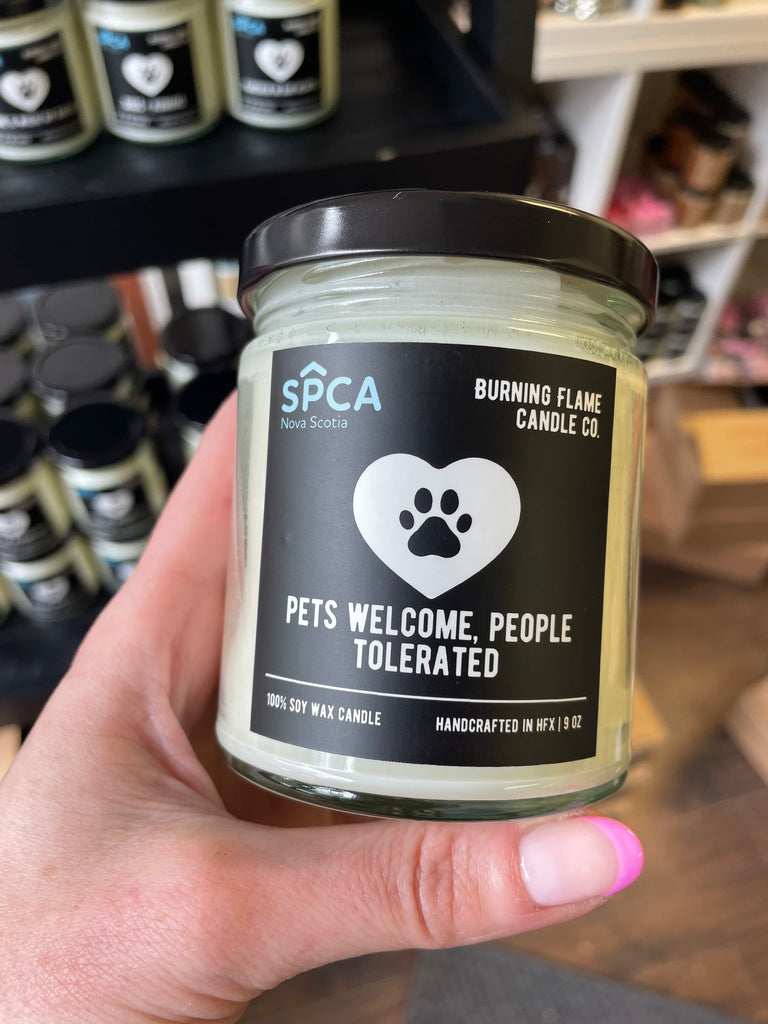 SPCA
Nova Scotia
BURNING FLAME
CANDLE CO.
PETS WELCOME, PEOPLE
TOLERATED
100% SOY WAX CANDLE
HANDCRAFTED IN HFX | 9 OZ